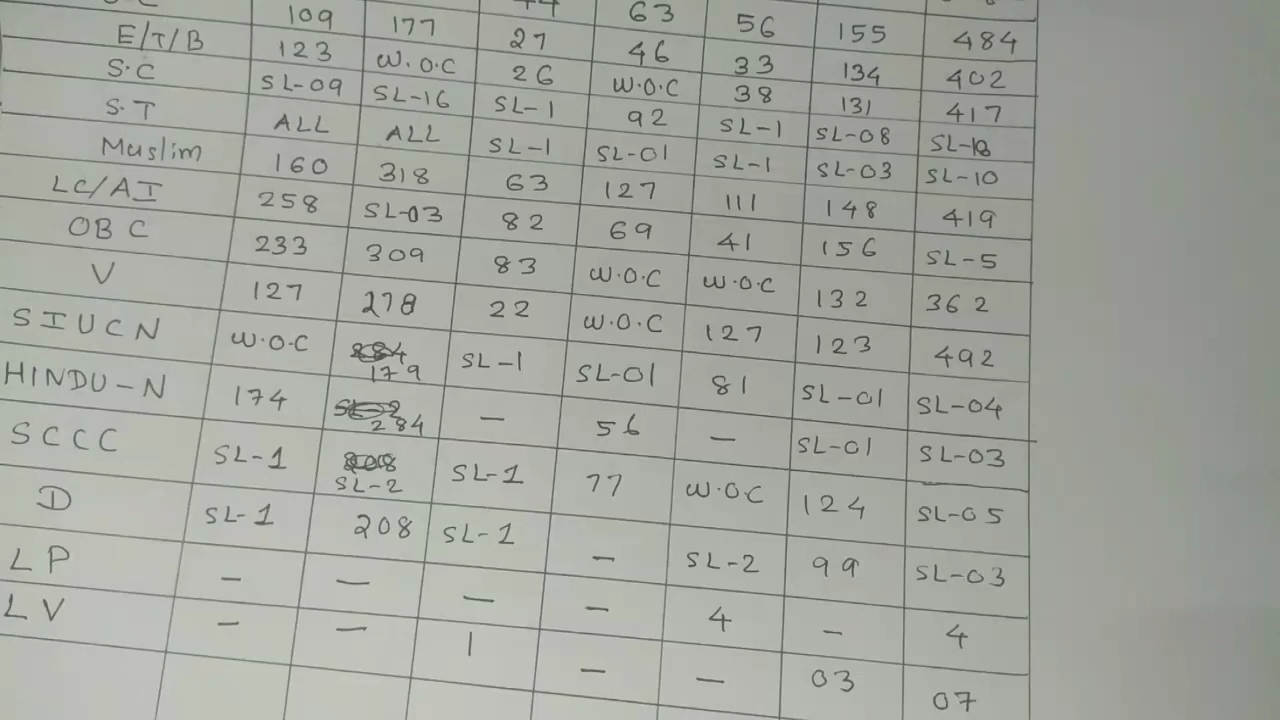 63 56 155 484
109 177 27 46 33 134 402
E/T/B 123 W.O.C 26 W.O.C 38 131 417
S.C SL-09 SL-16 SL-1 92 SL-1 SL-08 SL-18
S.T ALL ALL SL-1 SL-01 SL-1 SL-03 SL-10
Muslim 160 318 63 127 111 148 419
LC/AI 258 SL-03 82 69 41 156 SL-5
OBC 233 309 83 W.O.C W.O.C 132 362
V 127 278 22 W.O.C 127 123 492
SIUCN W.O.C 179 SL-1 SL-01 81 SL-01 SL-04
HINDU-N 174 284 — 56 — SL-01 SL-03
SCCC SL-1 SL-2 SL-1 77 W.O.C 124 SL-05
D SL-1 208 SL-1 — SL-2 99 SL-03
LP — — — — 4 — 4
LV — — 1 — — 03 07